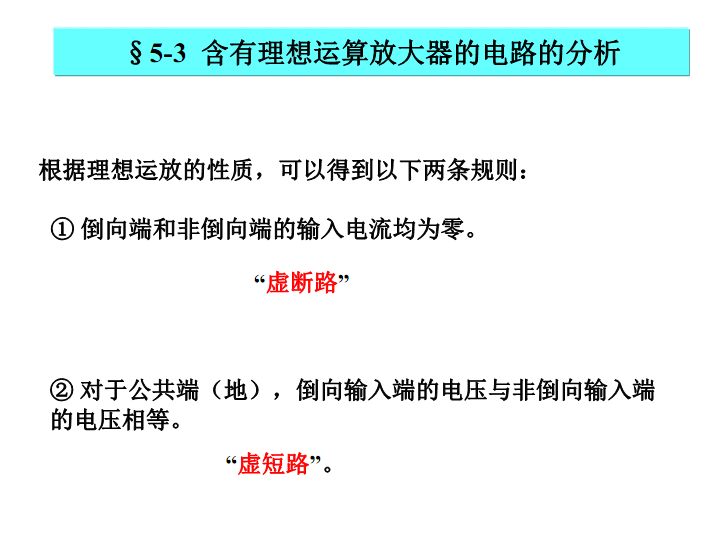 §5-3 含有理想运算放大器的电路的分析
根据理想运放的性质，可以得到以下两条规则：
① 倒向端和非倒向端的输入电流均为零。
“虚断路”
② 对于公共端（地），倒向输入端的电压与非倒向输入端
的电压相等。
“虚短路”。